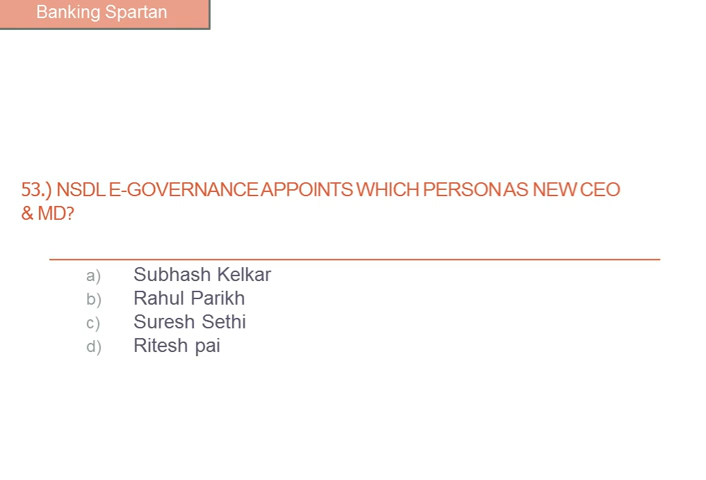 Banking Spartan
53.) NSDL E-GOVERNANCE APPOINTS WHICH PERSON AS NEW CEO
& MD?
a) Subhash Kelkar
b) Rahul Parikh
c) Suresh Sethi
d) Ritesh pai